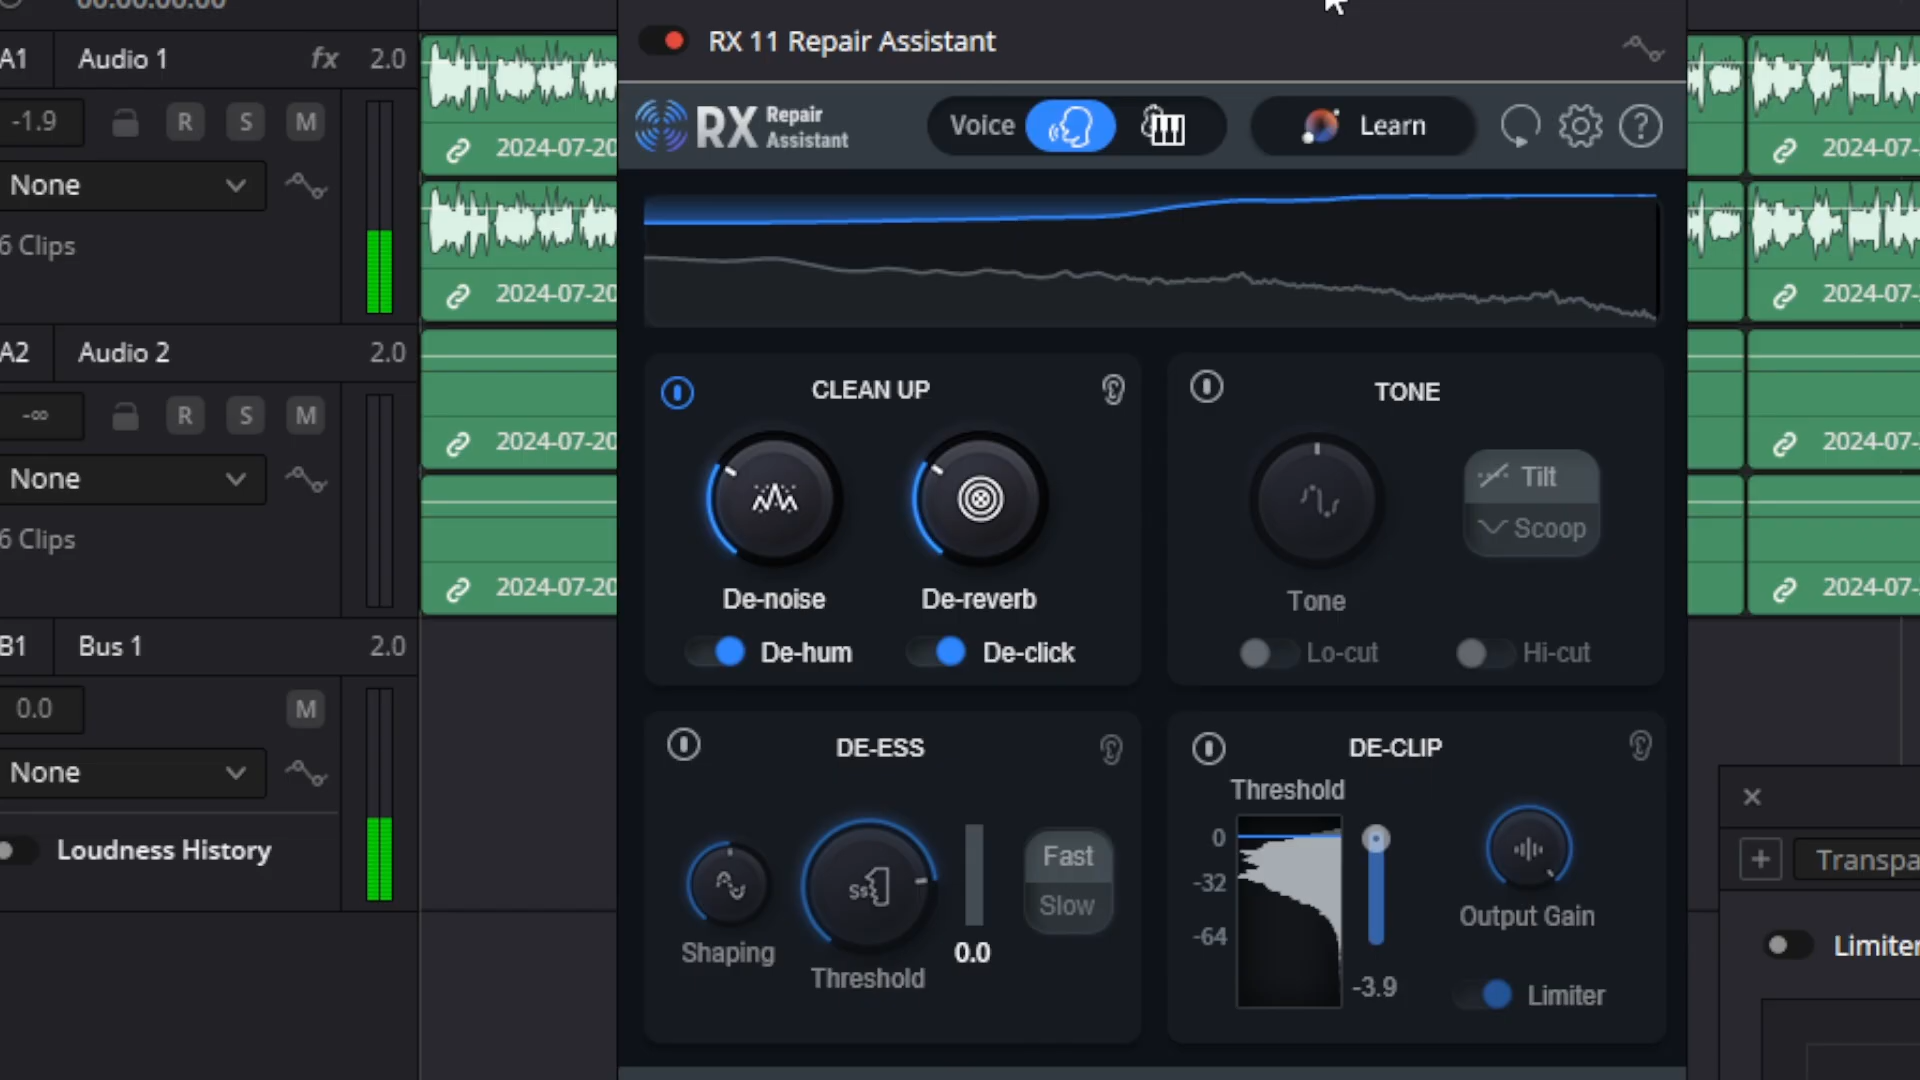 00:00:00:00
A1 Audio 1 fx 2.0
-1.9 R S M
None
6 Clips
A2 Audio 2 2.0
-∞ R S M
None
6 Clips
B1 Bus 1 2.0
0.0 M
None
Loudness History
2024-07-20
2024-07-20
2024-07-20
2024-07-20
RX 11 Repair Assistant
RX Repair
Assistant
Voice
Learn
?
CLEAN UP
De-noise De-reverb
De-hum De-click
TONE
Tilt
Scoop
Tone
Lo-cut Hi-cut
DE-ESS
Fast
Slow
ss
Shaping
Threshold
0.0
DE-CLIP
Threshold
0
-32
-64
-3.9
Output Gain
Limiter
2024-07-
2024-07-
2024-07-
2024-07-
×
+ Transpa
Limiter